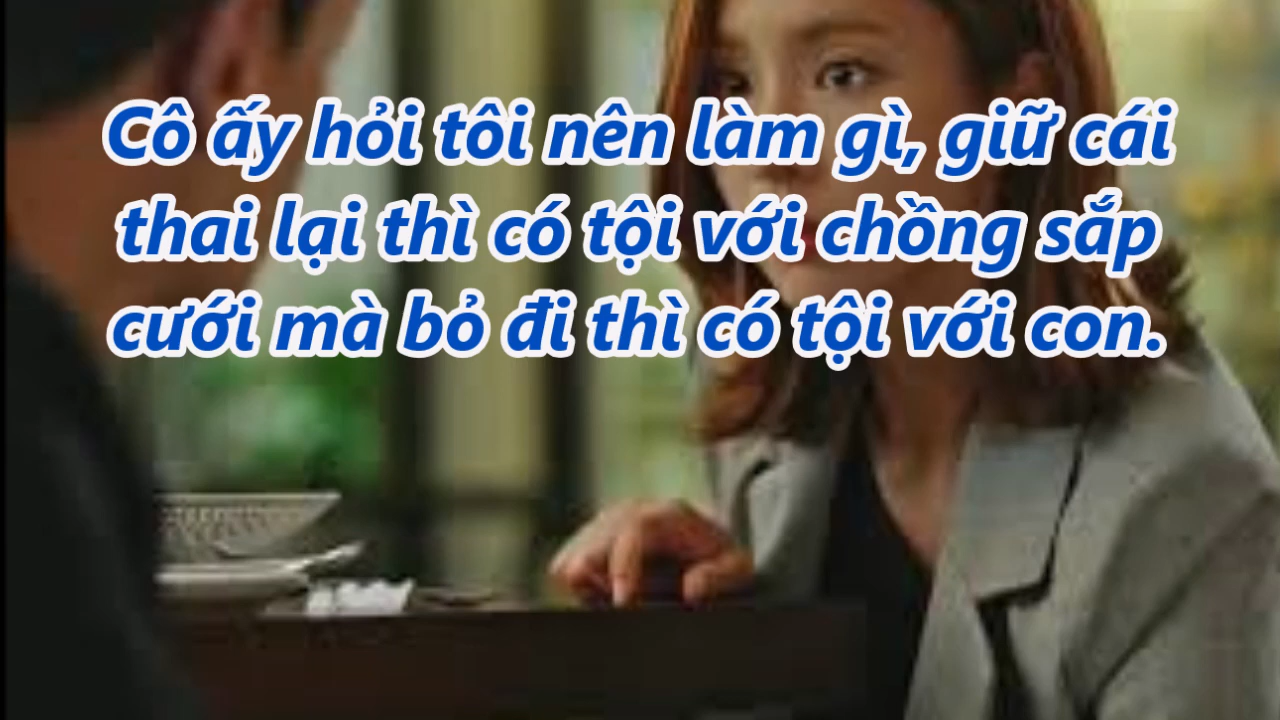 Cô ấy hỏi tôi nên làm gì, giữ cái
thai lại thì có tội với chồng sắp
cưới mà bỏ đi thì có tội với con.